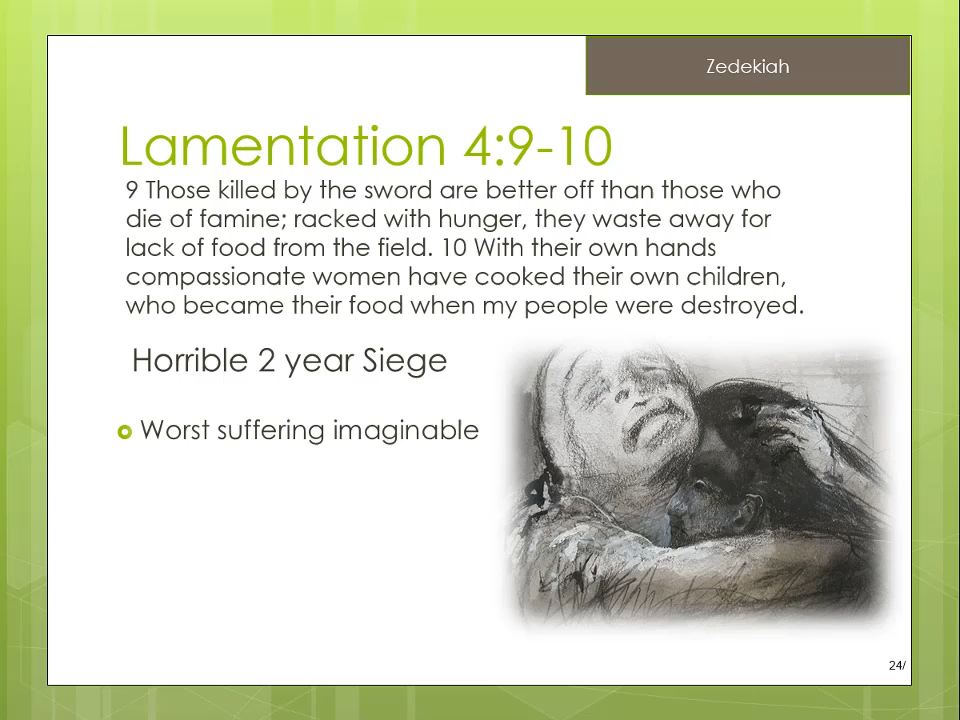 Zedekiah
Lamentation 4:9-10
9 Those killed by the sword are better off than those who
die of famine; racked with hunger, they waste away for
lack of food from the field. 10 With their own hands
compassionate women have cooked their own children,
who became their food when my people were destroyed.
Horrible 2 year Siege
Worst suffering imaginable
24/